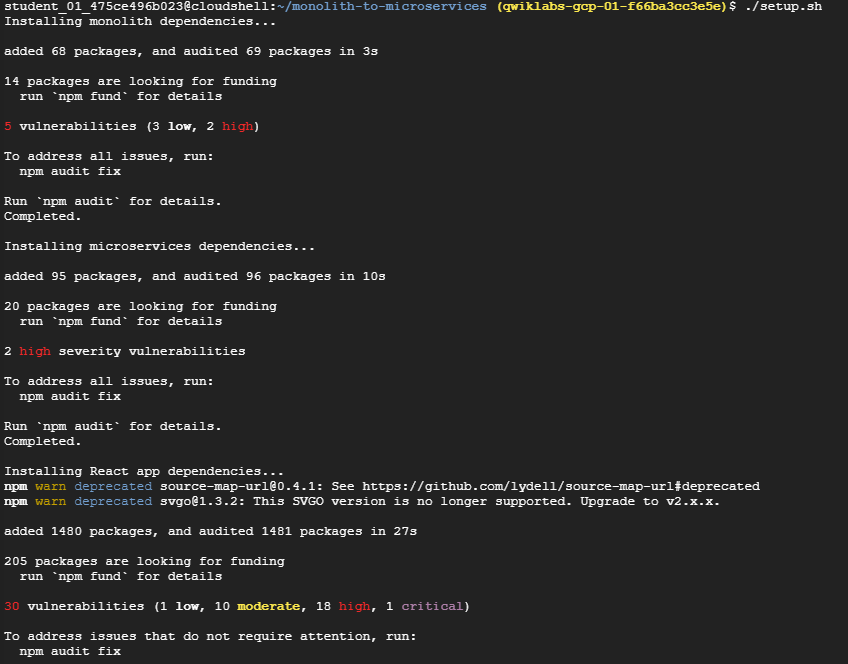 student_01_475ce496b023@cloudshell:~/monolith-to-microservices (qwiklabs-gcp-01-f66ba3cc3e5e)$ ./setup.sh
Installing monolith dependencies...
added 68 packages, and audited 69 packages in 3s
14 packages are looking for funding
  run `npm fund` for details
5 vulnerabilities (3 low, 2 high)
To address all issues, run:
  npm audit fix
Run `npm audit` for details.
Completed.
Installing microservices dependencies...
added 95 packages, and audited 96 packages in 10s
20 packages are looking for funding
  run `npm fund` for details
2 high severity vulnerabilities
To address all issues, run:
  npm audit fix
Run `npm audit` for details.
Completed.
Installing React app dependencies...
npm warn deprecated source-map-url@0.4.1: See https://github.com/lydell/source-map-url#deprecated
npm warn deprecated svgo@1.3.2: This SVGO version is no longer supported. Upgrade to v2.x.x.
added 1480 packages, and audited 1481 packages in 27s
205 packages are looking for funding
  run `npm fund` for details
30 vulnerabilities (1 low, 10 moderate, 18 high, 1 critical)
To address issues that do not require attention, run:
  npm audit fix